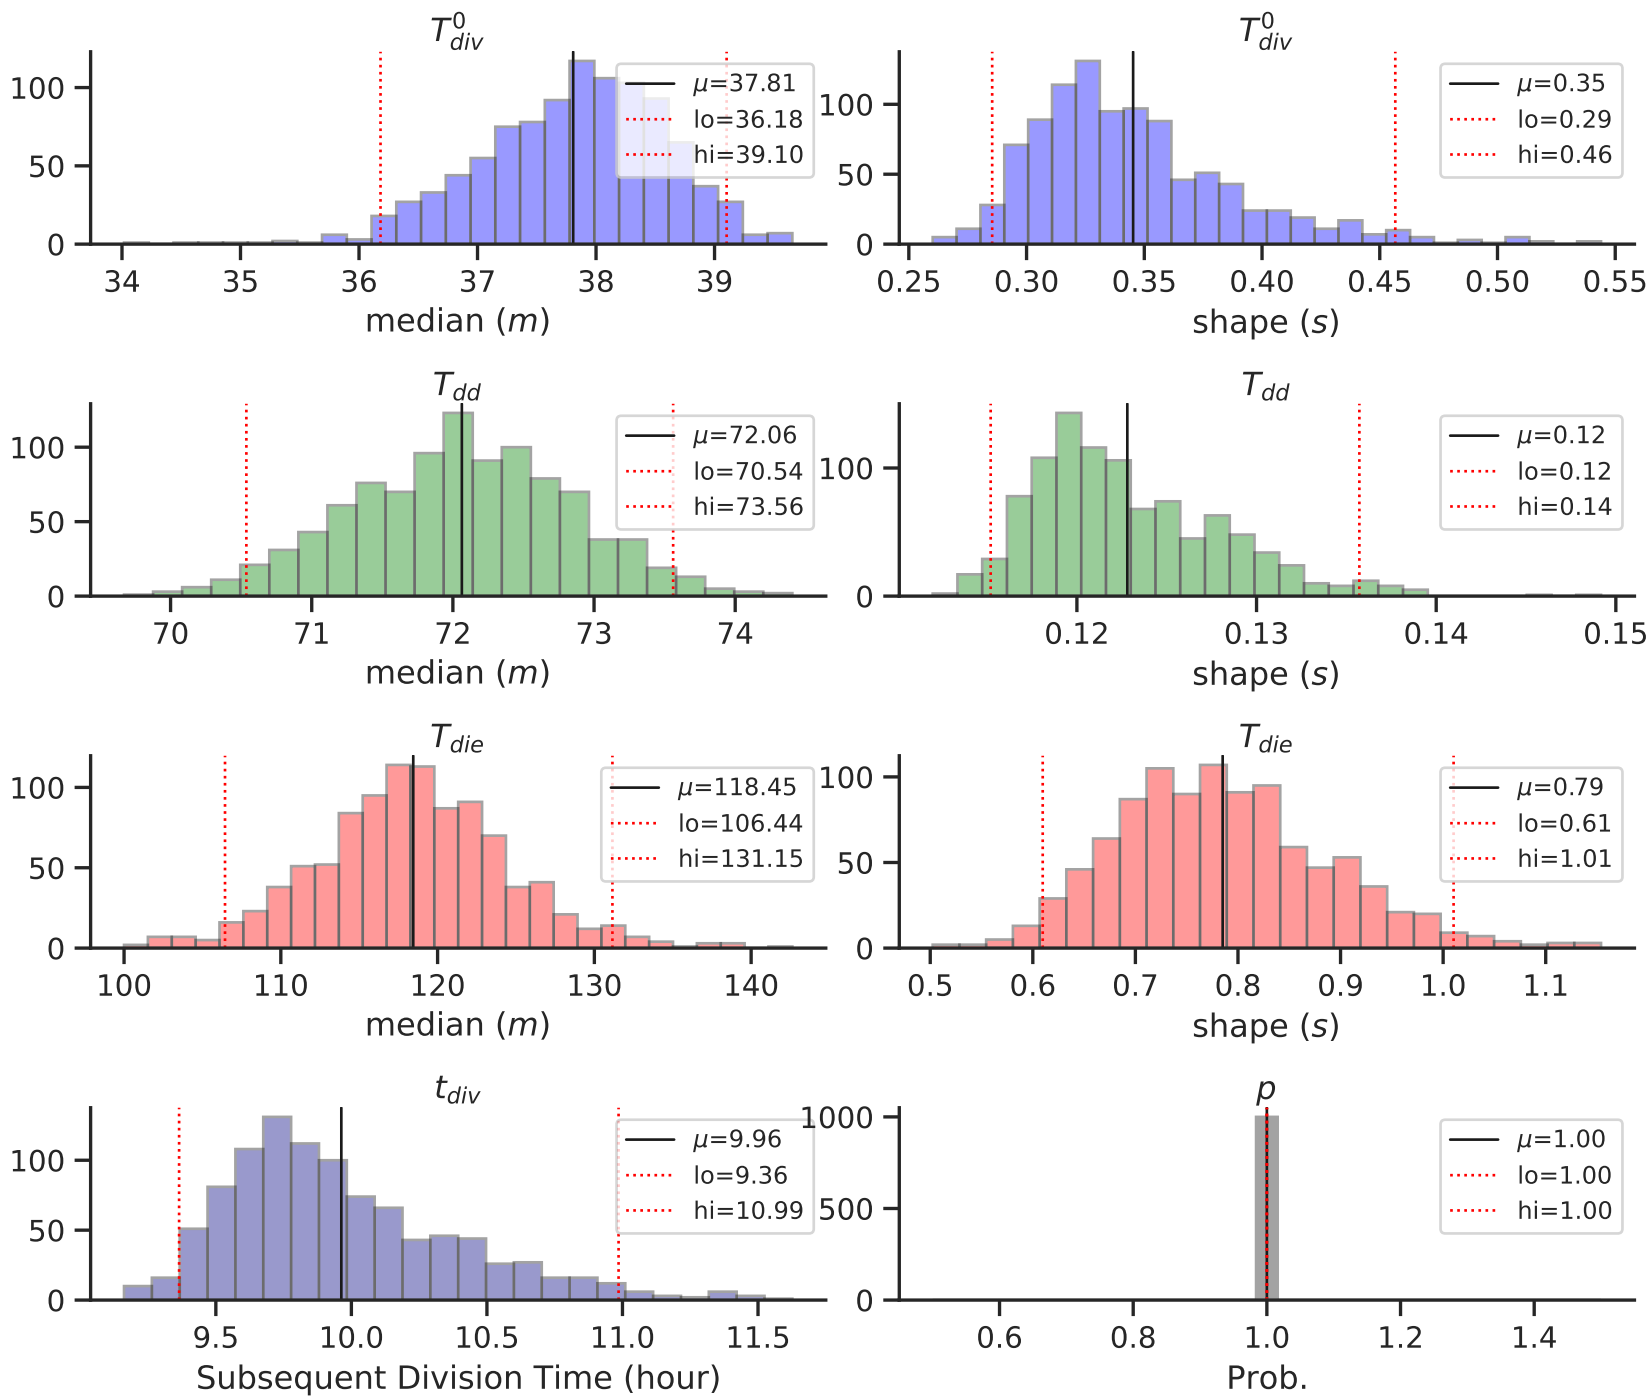 T⁰div
100
50
0
μ=37.81
lo=36.18
hi=39.10
34 35 36 37 38 39
median (m)
T⁰div
100
50
0
μ=0.35
lo=0.29
hi=0.46
0.25 0.30 0.35 0.40 0.45 0.50 0.55
shape (s)
Tdd
100
50
0
μ=72.06
lo=70.54
hi=73.56
70 71 72 73 74
median (m)
Tdd
100
0
μ=0.12
lo=0.12
hi=0.14
0.12 0.13 0.14 0.15
shape (s)
Tdie
100
50
0
μ=118.45
lo=106.44
hi=131.15
100 110 120 130 140
median (m)
Tdie
100
50
0
μ=0.79
lo=0.61
hi=1.01
0.5 0.6 0.7 0.8 0.9 1.0 1.1
shape (s)
tdiv
100
50
0
μ=9.96
lo=9.36
hi=10.99
9.5 10.0 10.5 11.0 11.5
Subsequent Division Time (hour)
p
1000
500
0
μ=1.00
lo=1.00
hi=1.00
0.6 0.8 1.0 1.2 1.4
Prob.